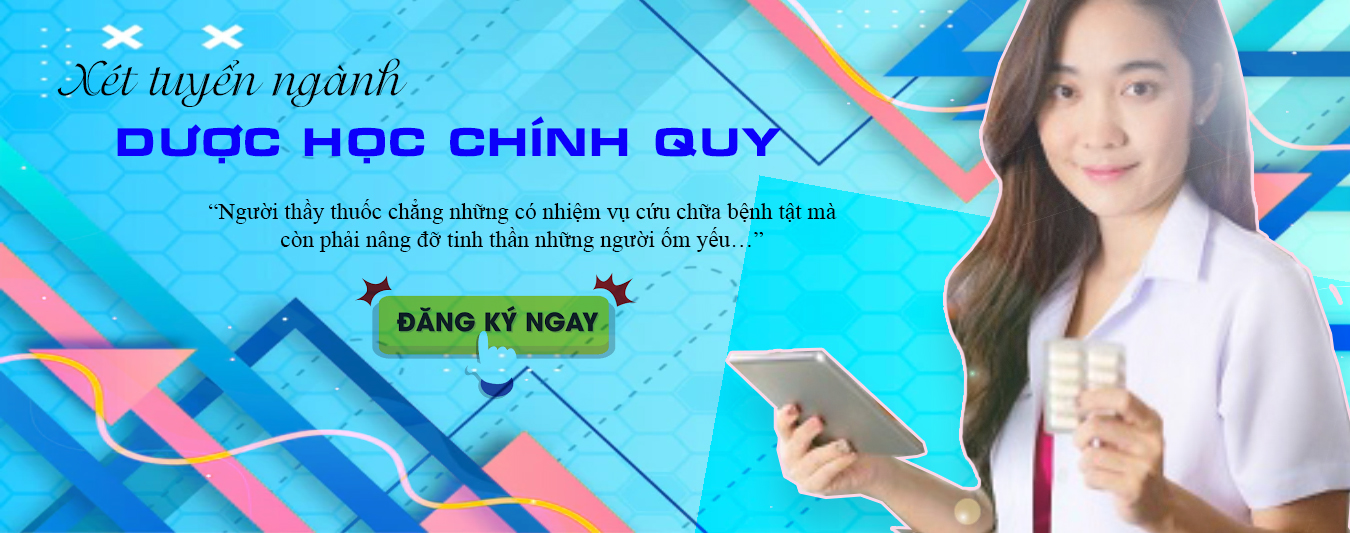 Xét tuyển ngành
DƯỢC HỌC CHÍNH QUY
“Người thầy thuốc chẳng những có nhiệm vụ cứu chữa bệnh tật mà
còn phải nâng đỡ tinh thần những người ốm yếu…”
ĐĂNG KÝ NGAY